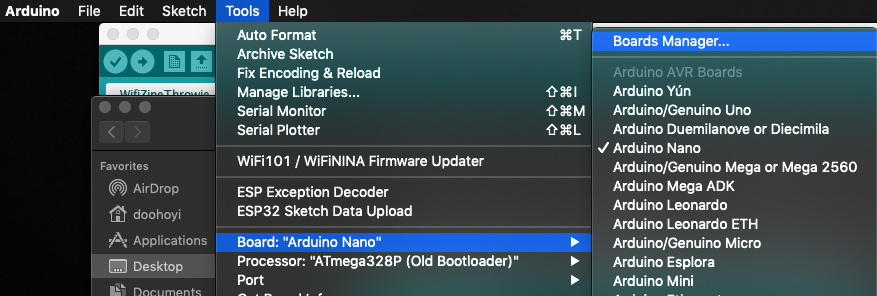 Arduino File Edit Sketch Tools Help
Auto Format ⌘T
Archive Sketch
Fix Encoding & Reload
Manage Libraries... ⇧⌘I
Serial Monitor ⇧⌘M
Serial Plotter ⇧⌘L
WiFi101 / WiFiNINA Firmware Updater
ESP Exception Decoder
ESP32 Sketch Data Upload
Board: "Arduino Nano"
Processor: "ATmega328P (Old Bootloader)"
Port
Boards Manager...
Arduino AVR Boards
Arduino Yún
Arduino/Genuino Uno
Arduino Duemilanove or Diecimila
✓ Arduino Nano
Arduino/Genuino Mega or Mega 2560
Arduino Mega ADK
Arduino Leonardo
Arduino Leonardo ETH
Arduino/Genuino Micro
Arduino Esplora
Arduino Mini
WifiZineThrowie
Favorites
AirDrop
doohoyi
Applications
Desktop
Documents